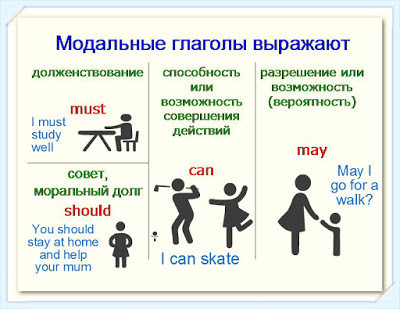 Модальные глаголы выражают
долженствование
must
I must
study
well
совет,
моральный долг
should
You should
stay at home
and help
your mum
способность
или
возможность
совершения
действий
can
I can skate
разрешение или
возможность
(вероятность)
may
May I
go for a
walk?